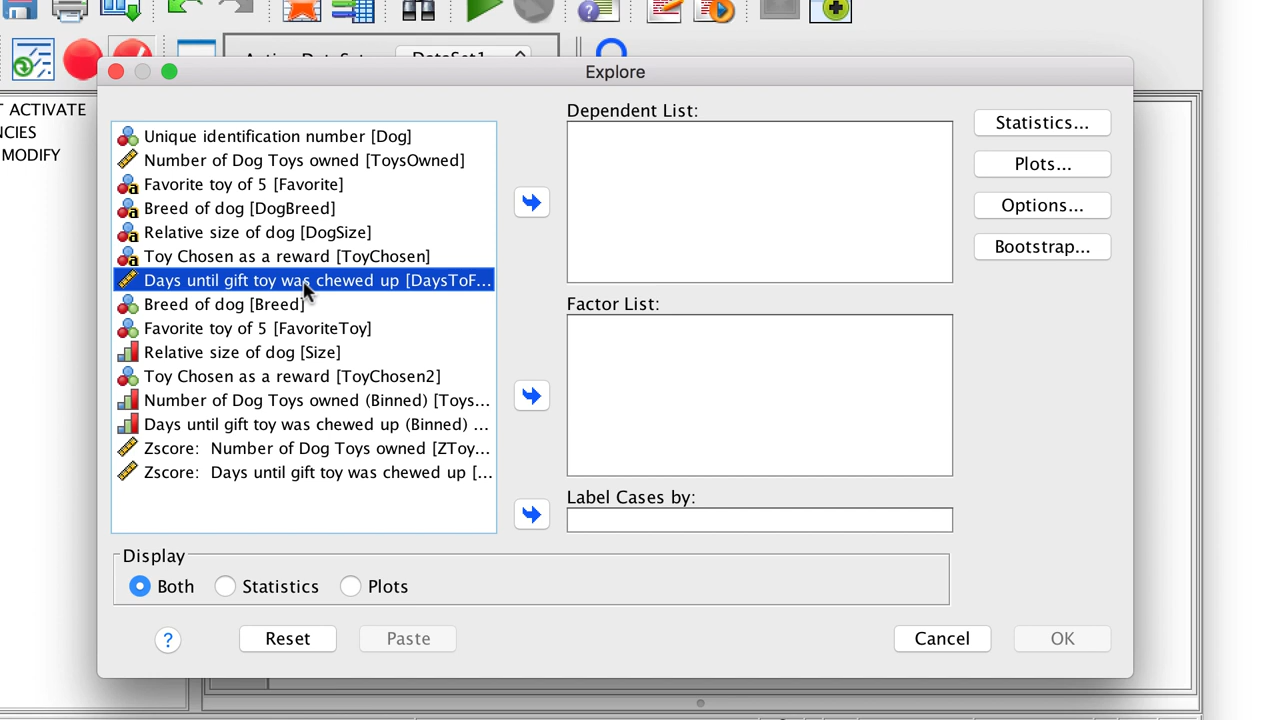 Active Data Set: DataSet1
Explore
T ACTIVATE
NCIES
MODIFY
Unique identification number [Dog]
Number of Dog Toys owned [ToysOwned]
Favorite toy of 5 [Favorite]
Breed of dog [DogBreed]
Relative size of dog [DogSize]
Toy Chosen as a reward [ToyChosen]
Days until gift toy was chewed up [DaysToF...
Breed of dog [Breed]
Favorite toy of 5 [FavoriteToy]
Relative size of dog [Size]
Toy Chosen as a reward [ToyChosen2]
Number of Dog Toys owned (Binned) [Toys...
Days until gift toy was chewed up (Binned) ...
Zscore: Number of Dog Toys owned [ZToy...
Zscore: Days until gift toy was chewed up [...
Dependent List:
Factor List:
Label Cases by:
Statistics...
Plots...
Options...
Bootstrap...
Display
Both
Statistics
Plots
?
Reset
Paste
Cancel
OK